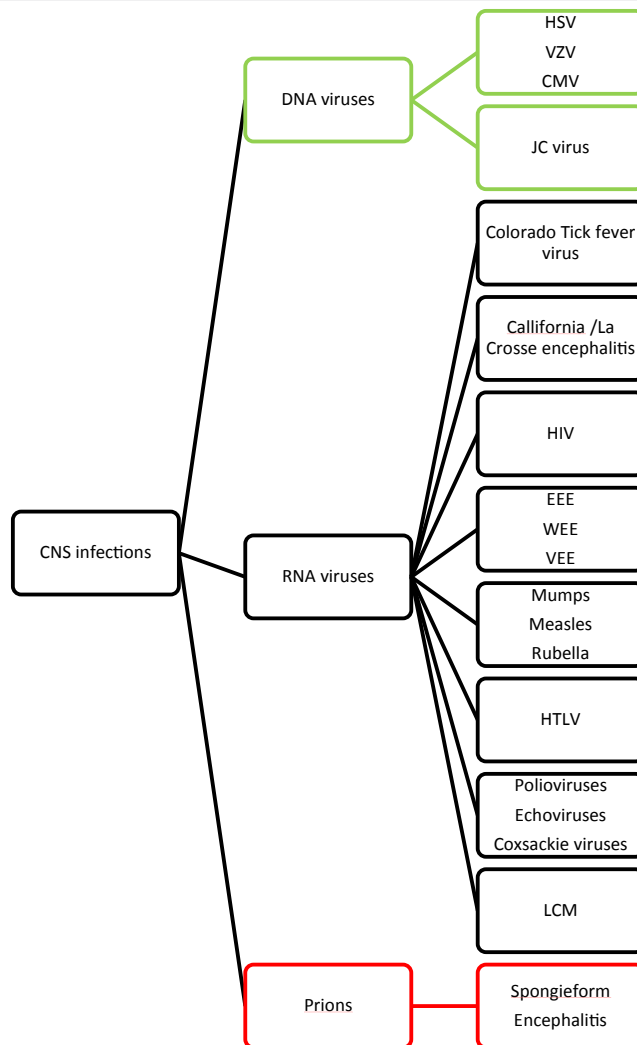 CNS infections
DNA viruses
HSV
VZV
CMV
JC virus
RNA viruses
Colorado Tick fever
virus
Callifornia /La
Crosse encephalitis
HIV
EEE
WEE
VEE
Mumps
Measles
Rubella
HTLV
Polioviruses
Echoviruses
Coxsackie viruses
LCM
Prions
Spongieform
Encephalitis